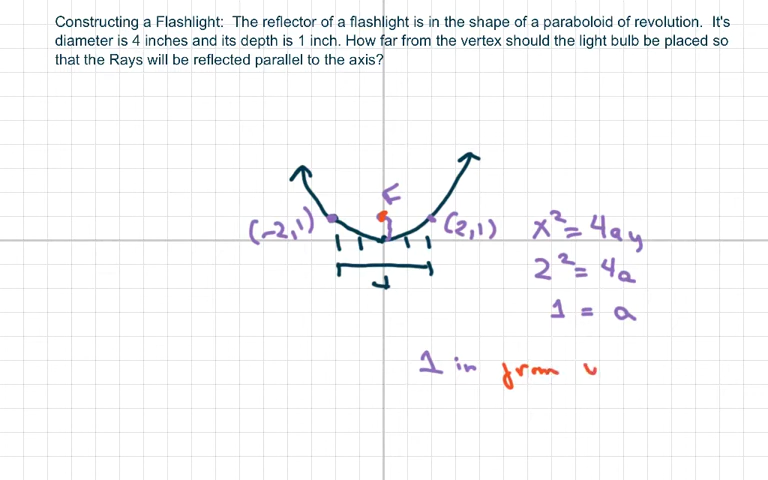 Constructing a Flashlight: The reflector of a flashlight is in the shape of a paraboloid of revolution. It's
diameter is 4 inches and its depth is 1 inch. How far from the vertex should the light bulb be placed so
that the Rays will be reflected parallel to the axis?
F
(-2,1)
(2,1)
x²=4ay
2²=4a
1 = a
4
1 in from v